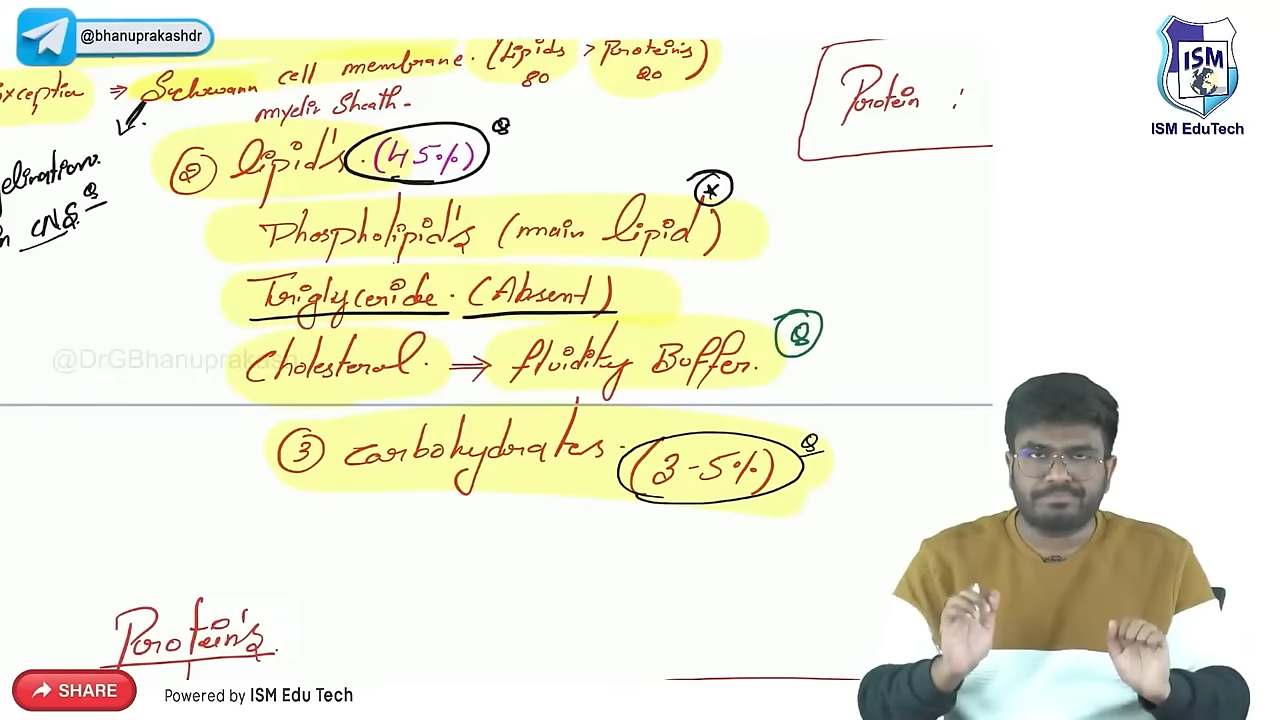 @bhanuprakashdr
(Lipids > Proteins)
80 20
⇒ Schwann cell membrane.
myelin Sheath.
② lipid's (45%) Q
CNS Q
Phospholipid's (main lipid) *
Triglyceride. (Absent)
Cholesterol. ⇒ fluidity Buffer. Q
@DrGBhanuprakash
③ carbohydrates. (3-5%) Q
Protein :
ISM
ISM EduTech
Protein's
SHARE
Powered by ISM Edu Tech